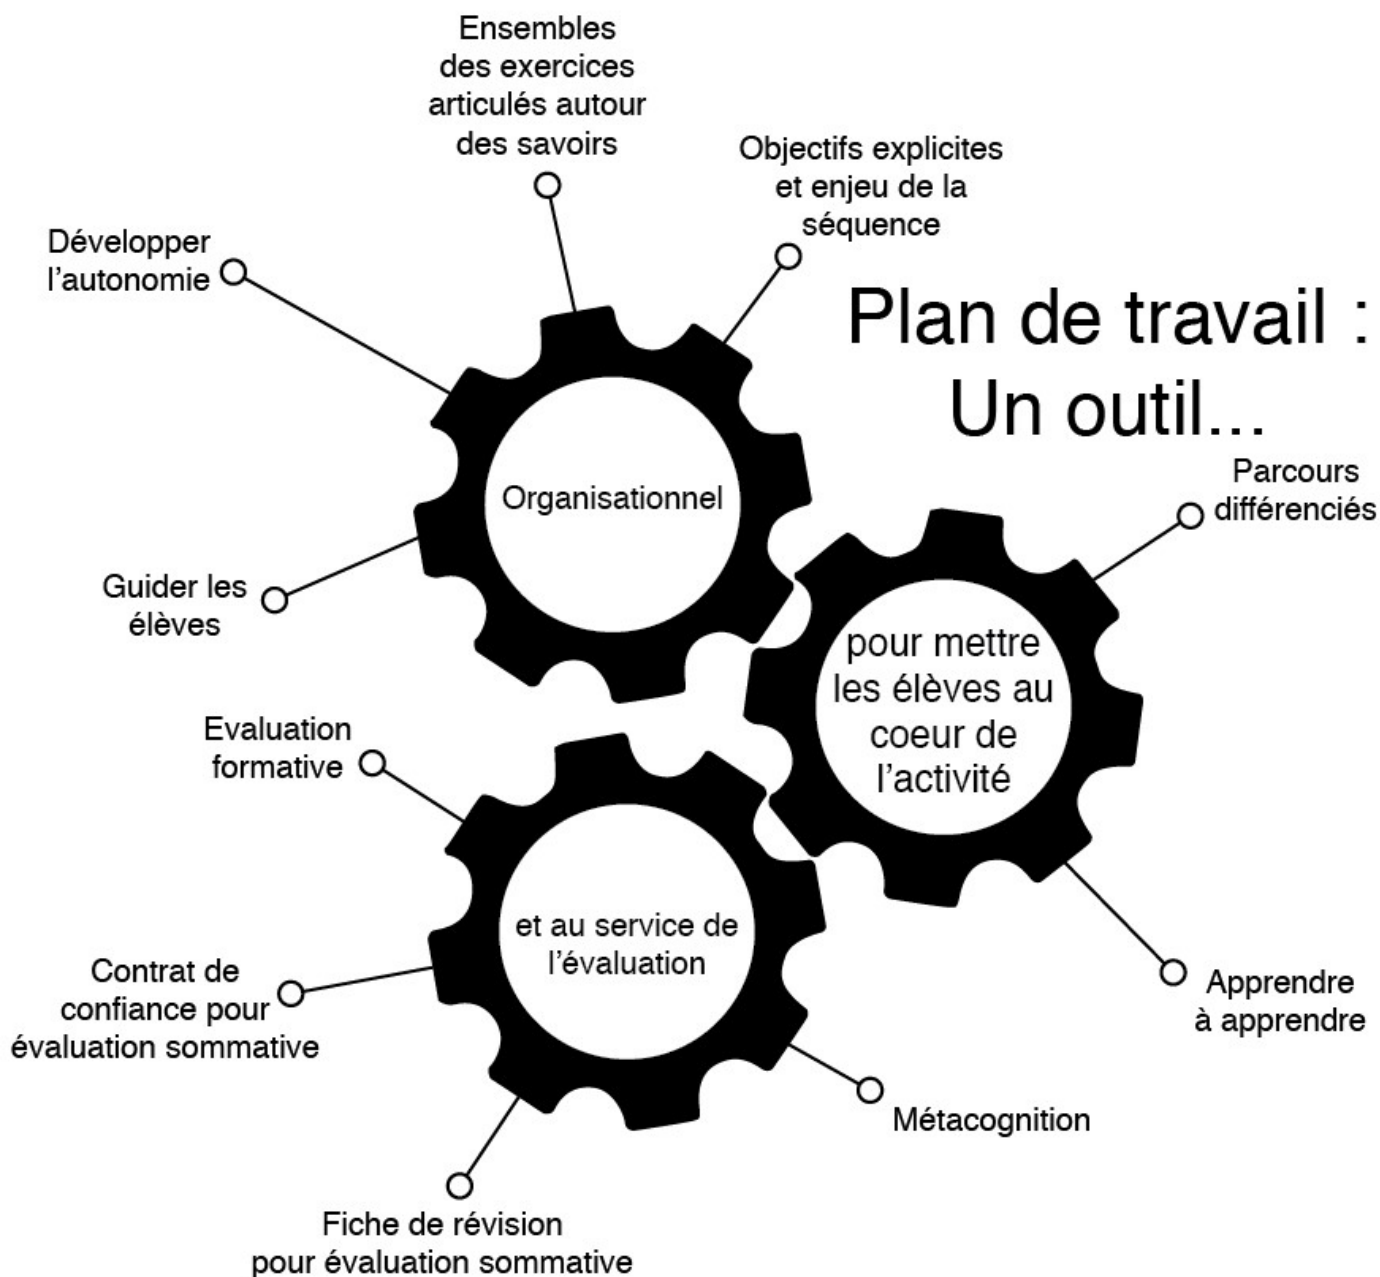 Plan de travail :
Un outil...
Ensembles
des exercices
articulés autour
des savoirs
Objectifs explicites
et enjeu de la
séquence
Développer
l'autonomie
Organisationnel
Guider les
élèves
Parcours
différenciés
pour mettre
les élèves au
coeur de
l'activité
Apprendre
à apprendre
Evaluation
formative
et au service de
l'évaluation
Contrat de
confiance pour
évaluation sommative
Métacognition
Fiche de révision
pour évaluation sommative